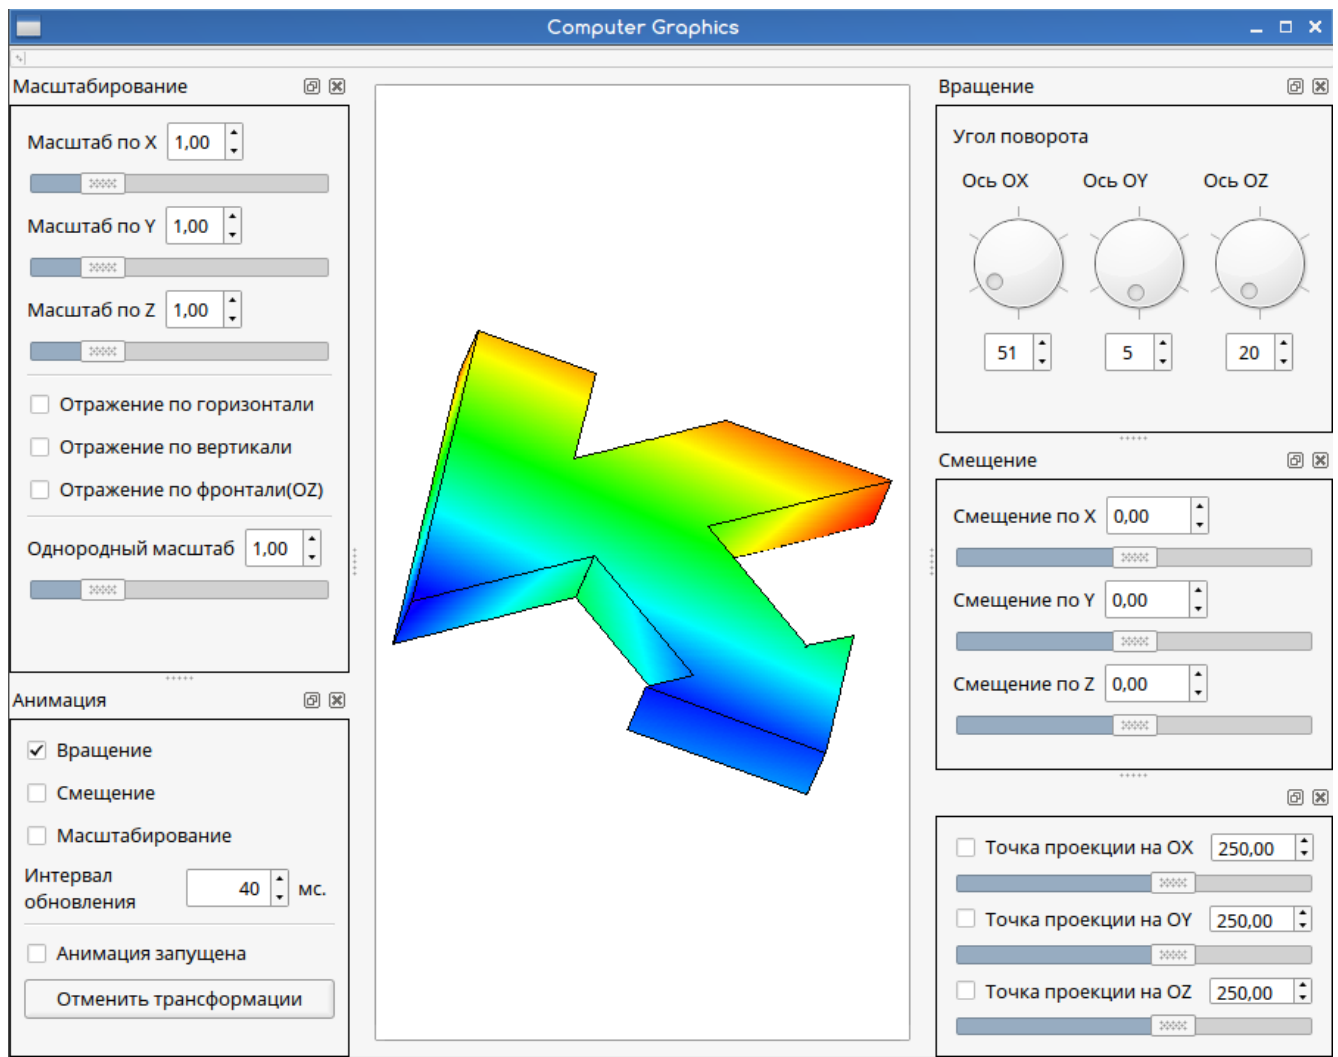 Computer Graphics
Масштабирование
Масштаб по X 1,00
Масштаб по Y 1,00
Масштаб по Z 1,00
Отражение по горизонтали
Отражение по вертикали
Отражение по фронтали(OZ)
Однородный масштаб 1,00
Анимация
Вращение
Смещение
Масштабирование
Интервал
обновления 40 мс.
Анимация запущена
Отменить трансформации
Вращение
Угол поворота
Ось OX Ось OY Ось OZ
51 5 20
Смещение
Смещение по X 0,00
Смещение по Y 0,00
Смещение по Z 0,00
Точка проекции на OX 250,00
Точка проекции на OY 250,00
Точка проекции на OZ 250,00